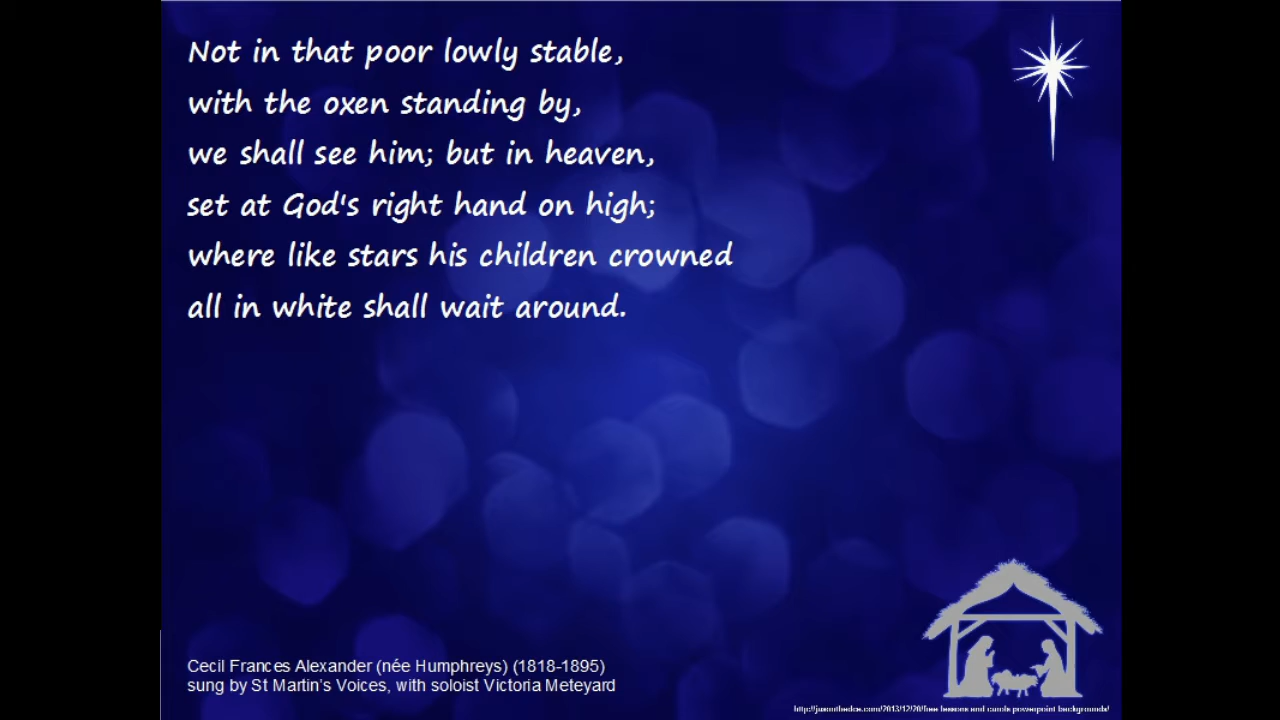 Not in that poor lowly stable,
with the oxen standing by,
we shall see him; but in heaven,
set at God's right hand on high;
where like stars his children crowned
all in white shall wait around.
Cecil Frances Alexander (née Humphreys) (1818-1895)
sung by St Martin’s Voices, with soloist Victoria Meteyard